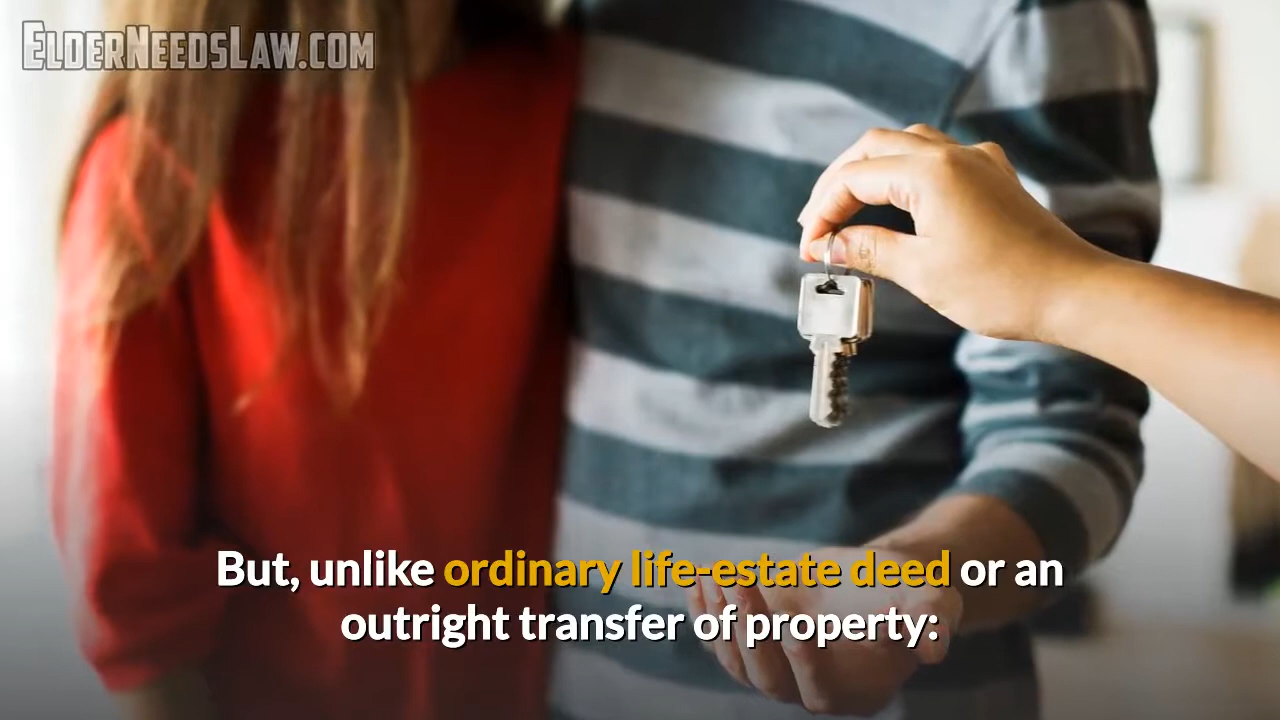 ElderNeedsLaw.com
But, unlike ordinary life-estate deed or an
outright transfer of property: